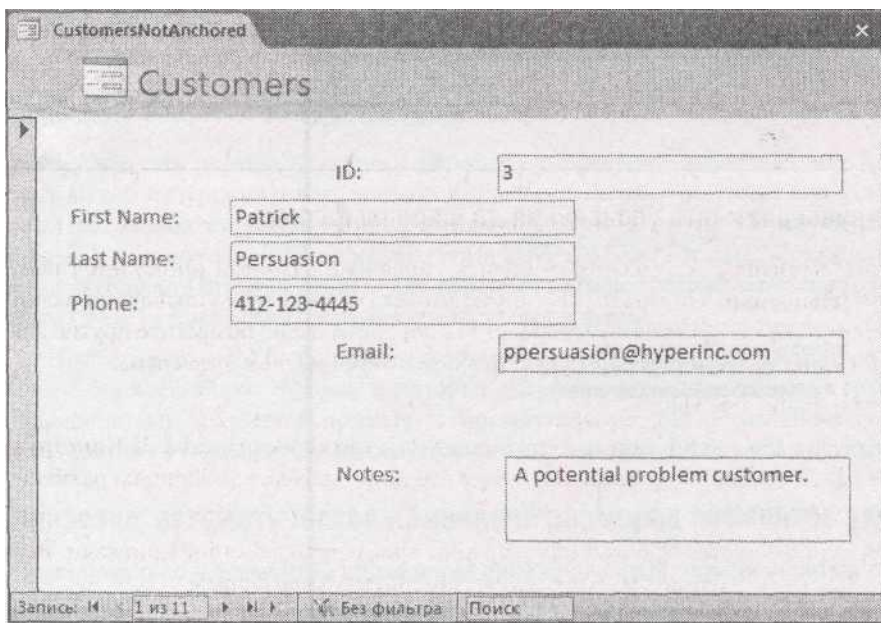 CustomersNotAnchored
Customers
ID: 3
First Name: Patrick
Last Name: Persuasion
Phone: 412-123-4445
Email: ppersuasion@hyperinc.com
Notes: A potential problem customer.
Запись: 1 из 11 Без фильтра Поиск